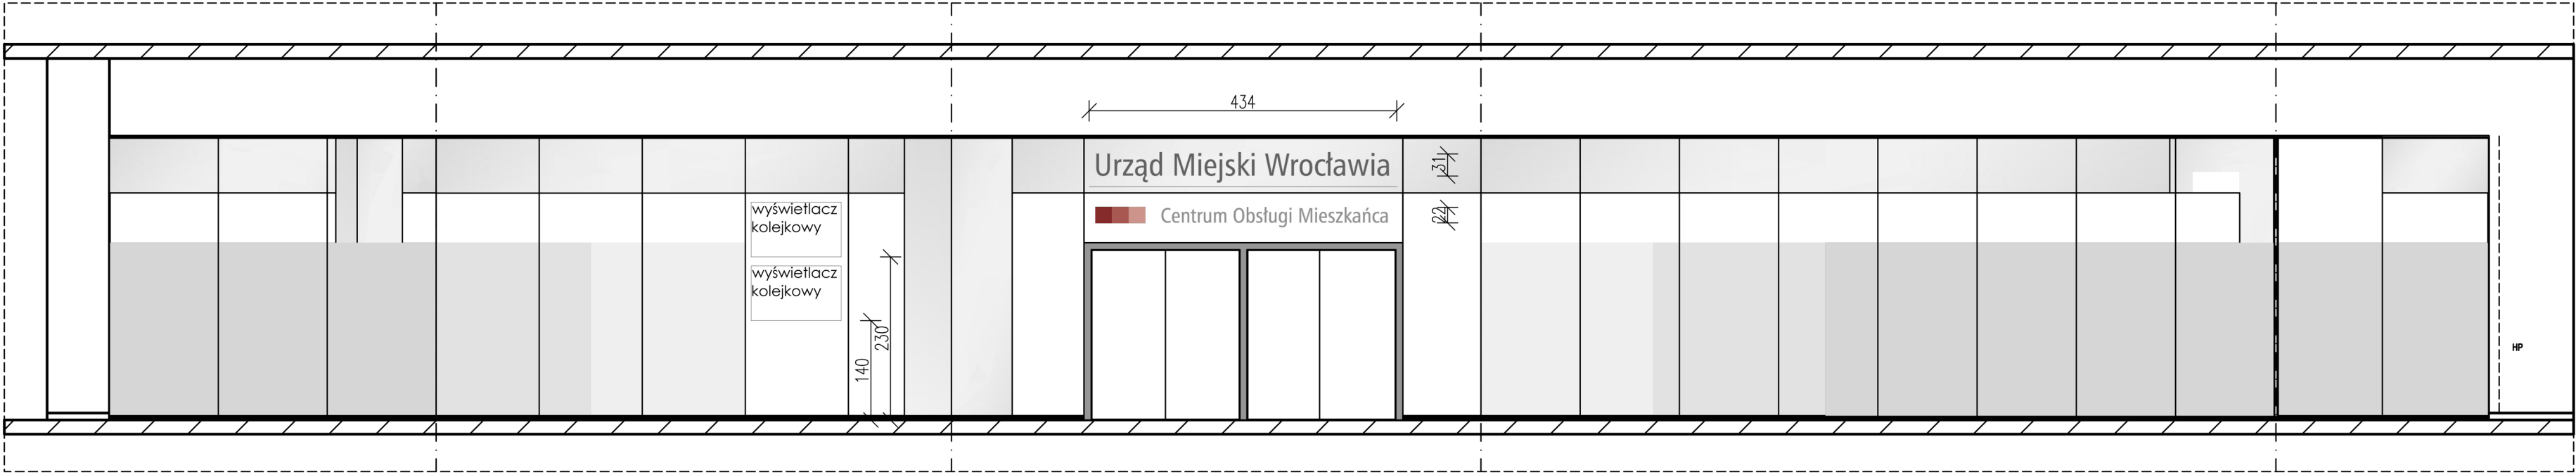 434
Urząd Miejski Wrocławia
31
Centrum Obsługi Mieszkańca
22
wyświetlacz
kolejkowy
wyświetlacz
kolejkowy
230
140
HP